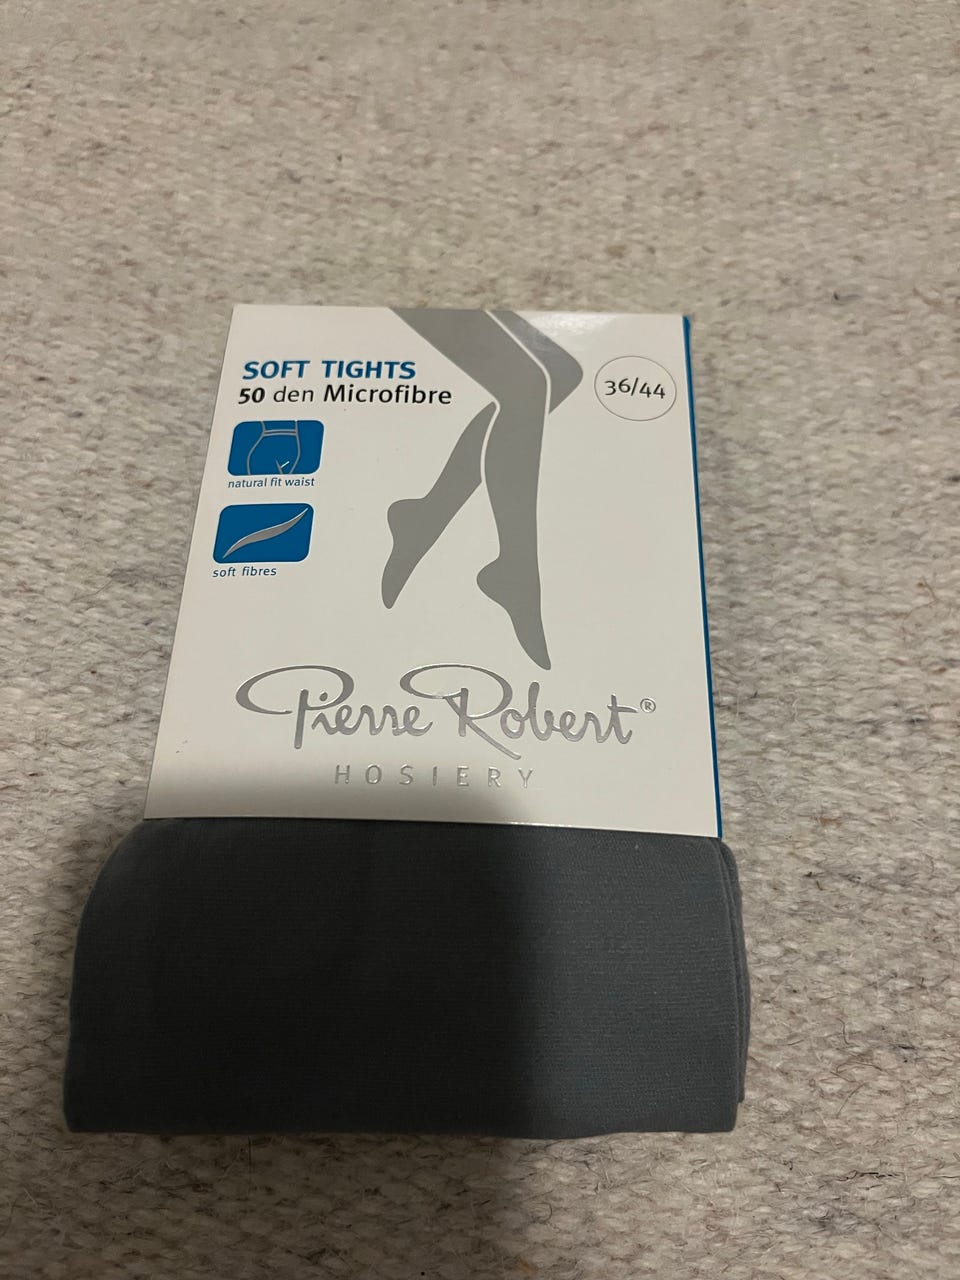 SOFT TIGHTS
50 den Microfibre
36/44
natural fit waist
soft fibres
Pierre Robert®
HOSIERY